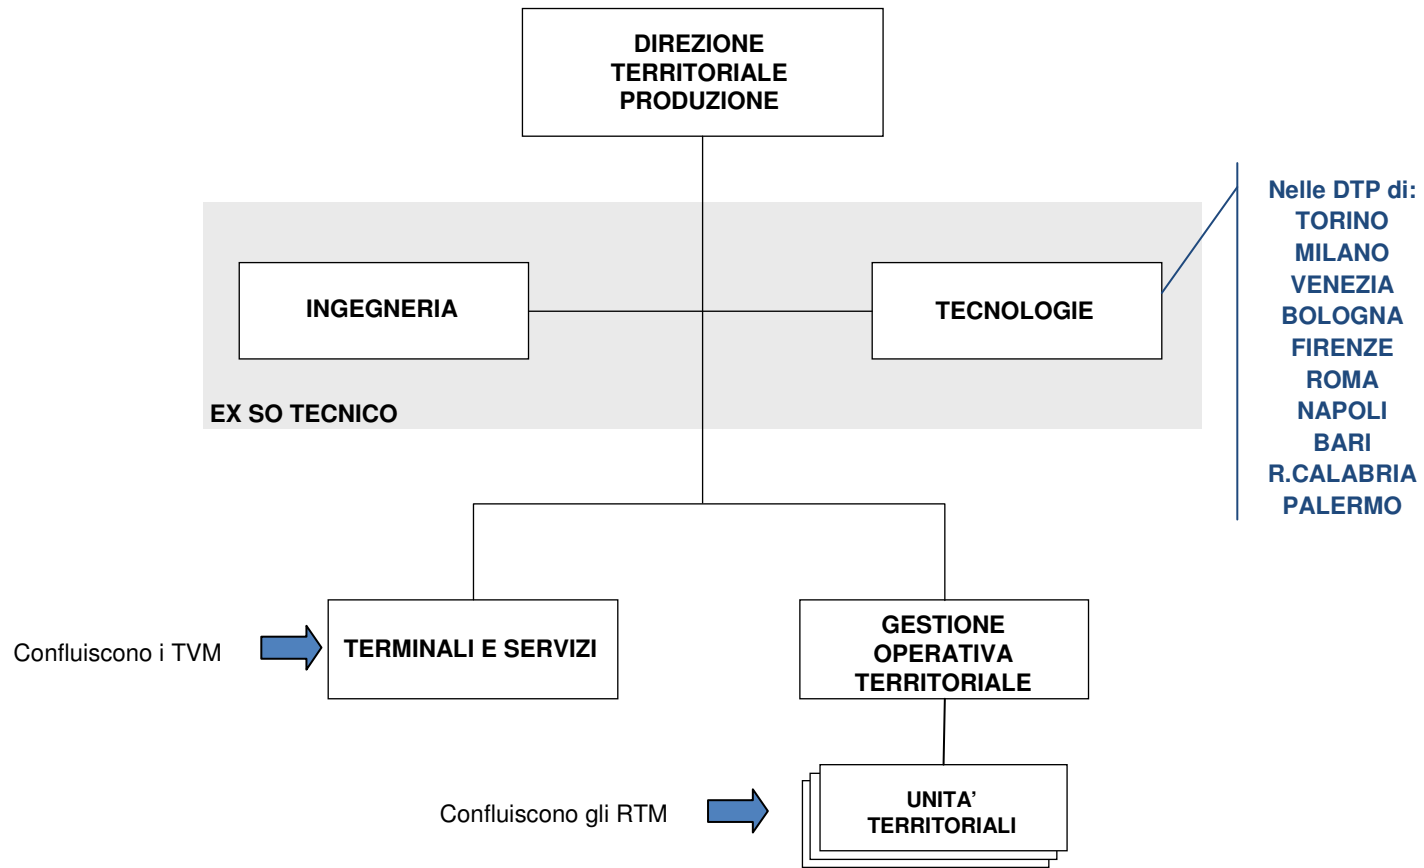 DIREZIONE
TERRITORIALE
PRODUZIONE
Nelle DTP di:
TORINO
MILANO
VENEZIA
BOLOGNA
FIRENZE
ROMA
NAPOLI
BARI
R.CALABRIA
PALERMO
INGEGNERIA
TECNOLOGIE
EX SO TECNICO
Confluiscono i TVM
TERMINALI E SERVIZI
GESTIONE
OPERATIVA
TERRITORIALE
Confluiscono gli RTM
UNITA’
TERRITORIALI